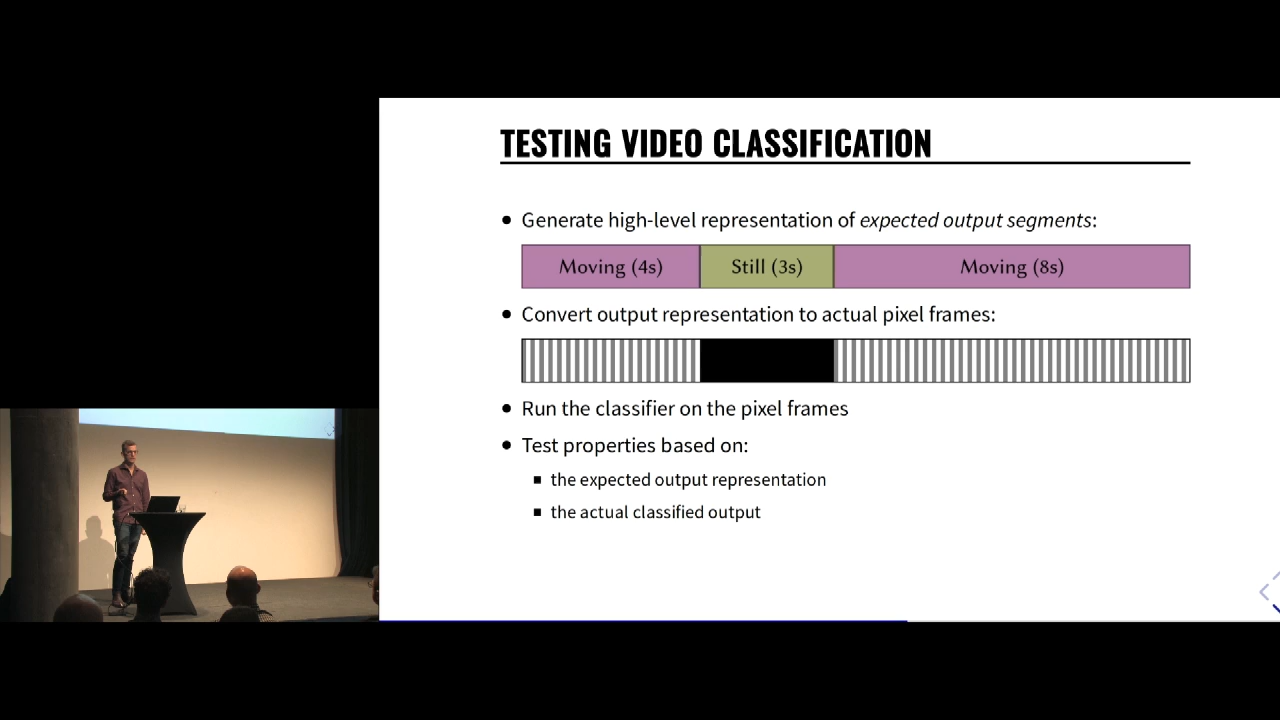 TESTING VIDEO CLASSIFICATION
Generate high-level representation of expected output segments:
Moving (4s) Still (3s) Moving (8s)
Convert output representation to actual pixel frames:
Run the classifier on the pixel frames
Test properties based on:
the expected output representation
the actual classified output